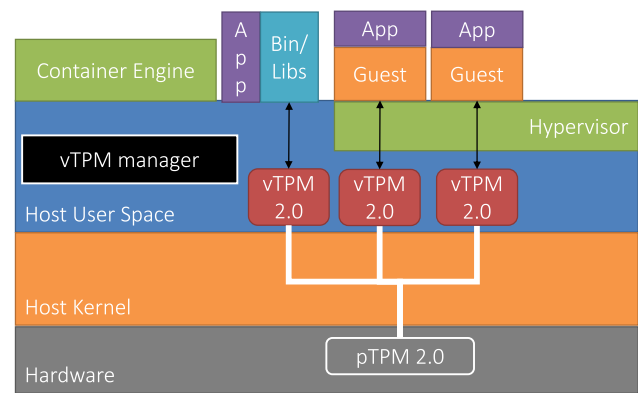 Container Engine
App
Bin/
Libs
App
Guest
App
Guest
Hypervisor
vTPM manager
vTPM
2.0
vTPM
2.0
vTPM
2.0
Host User Space
Host Kernel
pTPM 2.0
Hardware